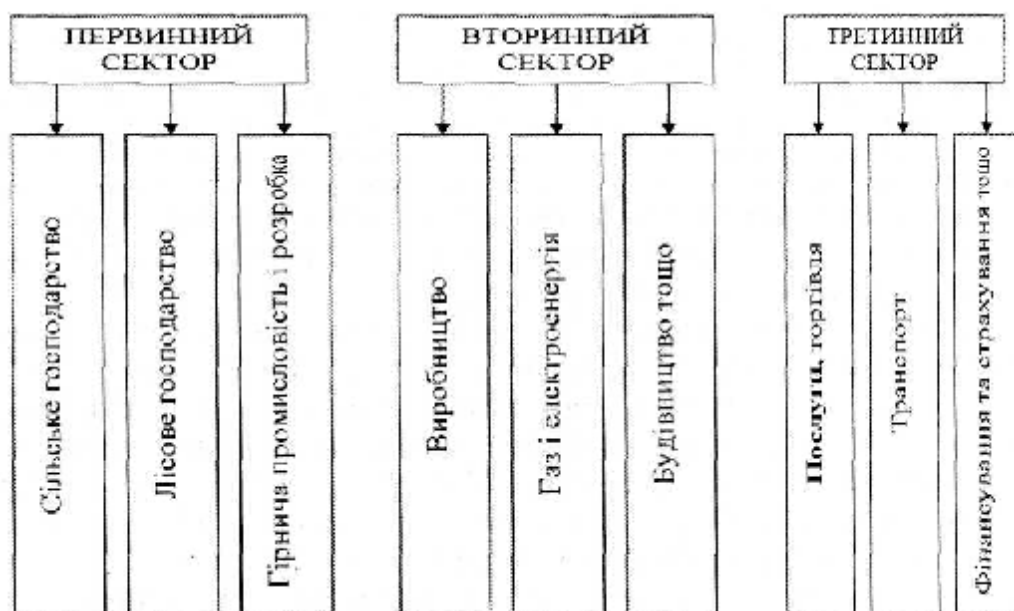 ПЕРВИННИЙ
СЕКТОР
ВТОРИННИЙ
СЕКТОР
ТРЕТИННИЙ
СЕКТОР
Сільське господарство
Лісове господарство
Гірнича промисловість і розробка
Виробництво
Газ і електроенергія
Будівництво тощо
Послуги, торгівля
Транспорт
Фінансування та страхування тощо